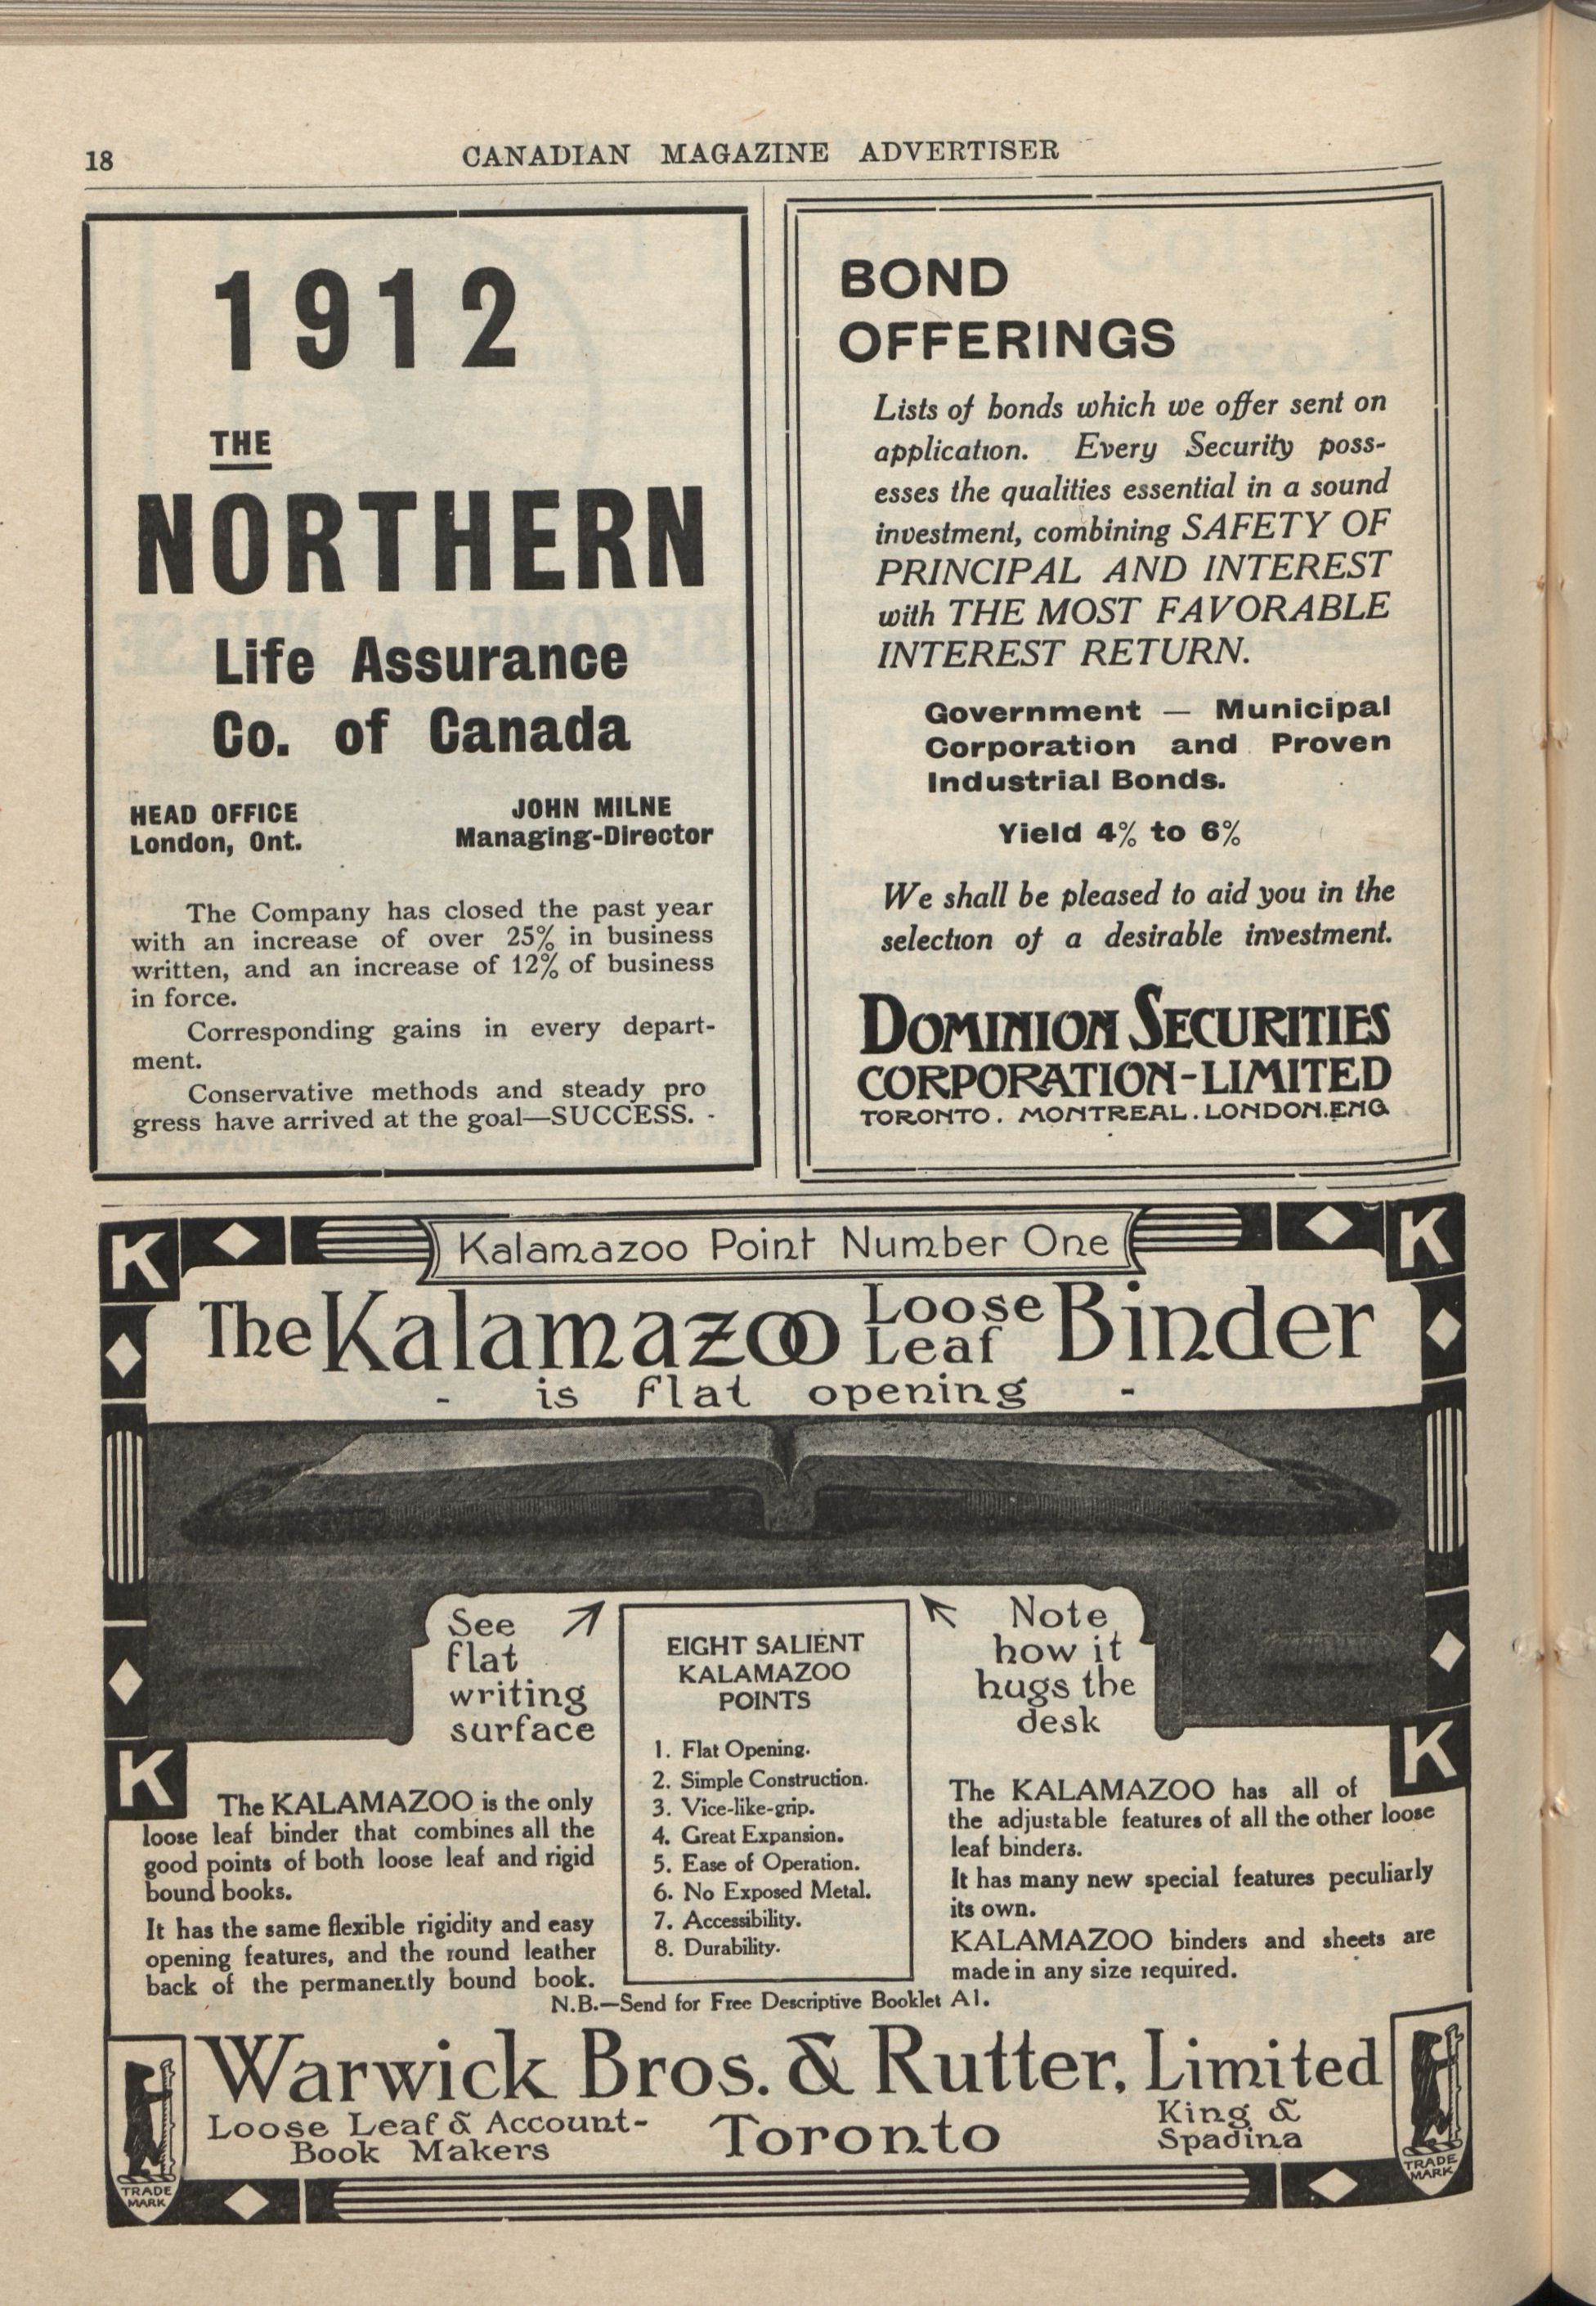 18
CANADIAN MAGAZINE ADVERTISER
1912
THE
NORTHERN
Life Assurance
Co. of Canada
HEAD OFFICE
London, Ont.
JOHN MILNE
Managing-Director
The Company has closed the past year
with an increase of over 25% in business
written, and an increase of 12% of business
in force.
Corresponding gains in every depart-
ment.
Conservative methods and steady pro
gress have arrived at the goal—SUCCESS. -
BOND
OFFERINGS
Lists of bonds which we offer sent on
application. Every Security poss-
esses the qualities essential in a sound
investment, combining SAFETY OF
PRINCIPAL AND INTEREST
with THE MOST FAVORABLE
INTEREST RETURN.
Government — Municipal
Corporation and Proven
Industrial Bonds.
Yield 4% to 6%
We shall be pleased to aid you in the
selection of a desirable investment.
DOMINION SECURITIES
CORPORATION-LIMITED
TORONTO. MONTREAL. LONDON.ENG
K
Kalamazoo Point Number One
K
The Kalamazoo Loose Leaf Binder
- is flat opening -
See
flat
writing
surface
EIGHT SALIENT
KALAMAZOO
POINTS
1. Flat Opening.
2. Simple Construction.
3. Vice-like-grip.
4. Great Expansion.
5. Ease of Operation.
6. No Exposed Metal.
7. Accessibility.
8. Durability.
Note
how it
hugs the
desk
K
The KALAMAZOO is the only
loose leaf binder that combines all the
good points of both loose leaf and rigid
bound books.
It has the same flexible rigidity and easy
opening features, and the round leather
back of the permanently bound book.
K
The KALAMAZOO has all of
the adjustable features of all the other loose
leaf binders.
It has many new special features peculiarly
its own.
KALAMAZOO binders and sheets are
made in any size required.
N.B.—Send for Free Descriptive Booklet A1.
Warwick Bros. & Rutter, Limited
Loose Leaf & Account-
Book Makers
Toronto
King &
Spadina
TRADE
MARK
TRADE
MARK